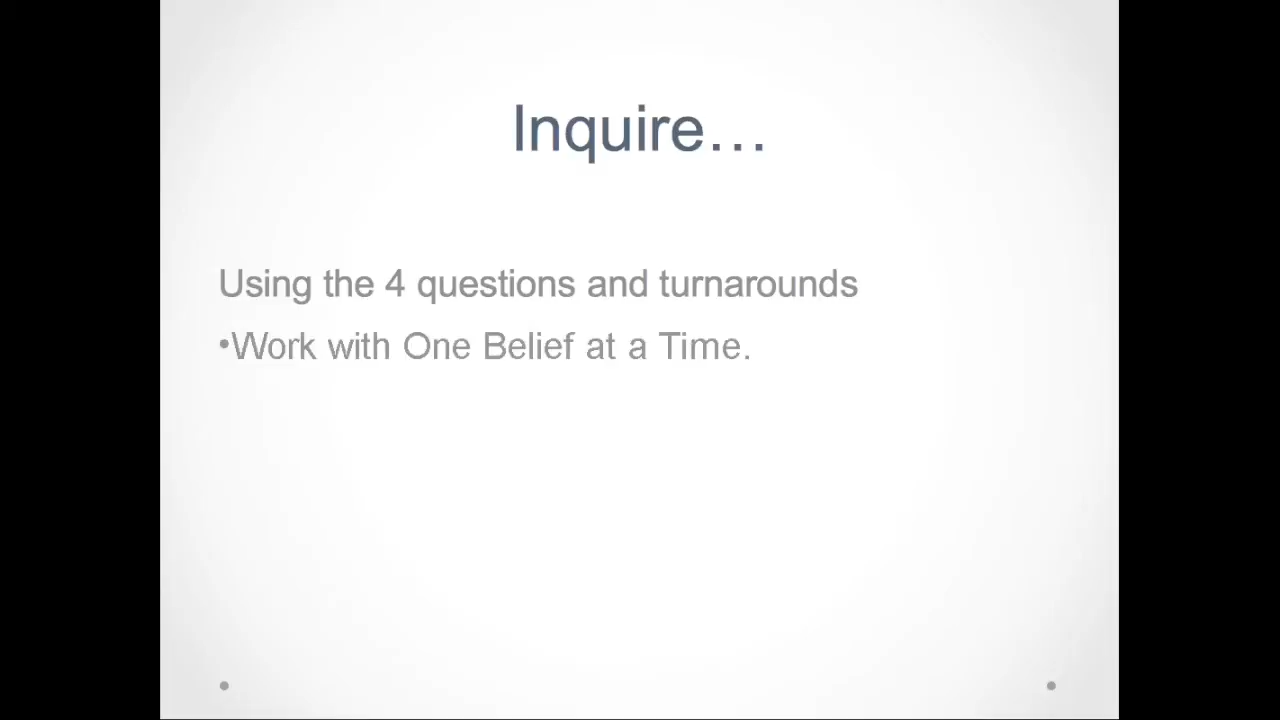 Inquire…
Using the 4 questions and turnarounds
•Work with One Belief at a Time.